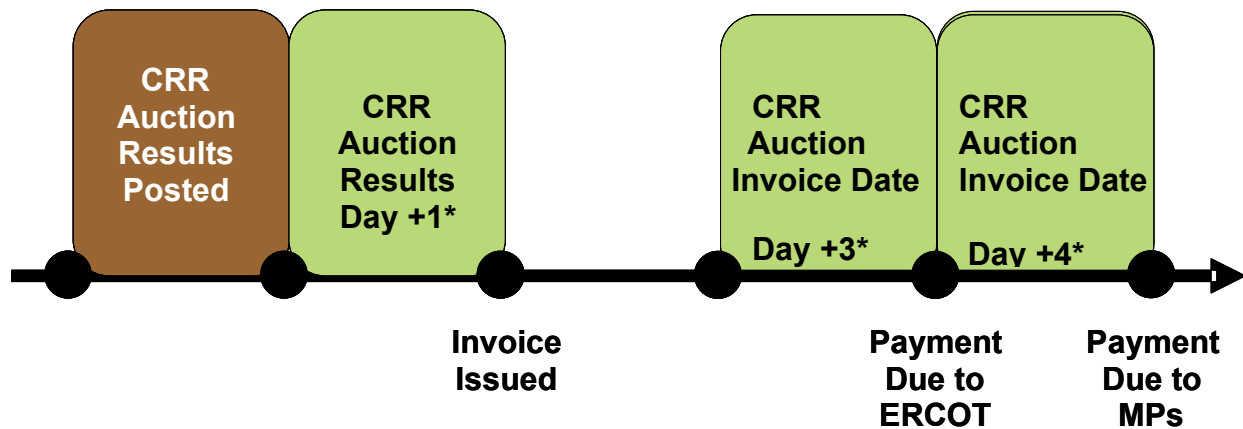 CRR
Auction
Results
Posted
CRR
Auction
Results
Day +1*
CRR
Auction
Invoice Date
Day +3*
CRR
Auction
Invoice Date
Day +4*
Invoice
Issued
Payment
Due to
ERCOT
Payment
Due to
MPs